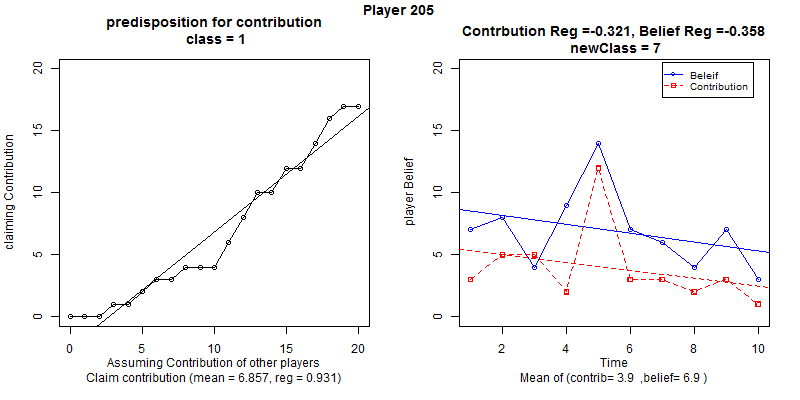 Player 205
predisposition for contribution
class = 1
claiming Contribution
20
15
10
5
0
0 5 10 15 20
Assuming Contribution of other players
Claim contribution (mean = 6.857, reg = 0.931)
Contrbution Reg =-0.321, Belief Reg =-0.358
newClass = 7
Beleif
Contribution
player Belief
20
15
10
5
0
2 4 6 8 10
Time
Mean of (contrib= 3.9 ,belief= 6.9 )